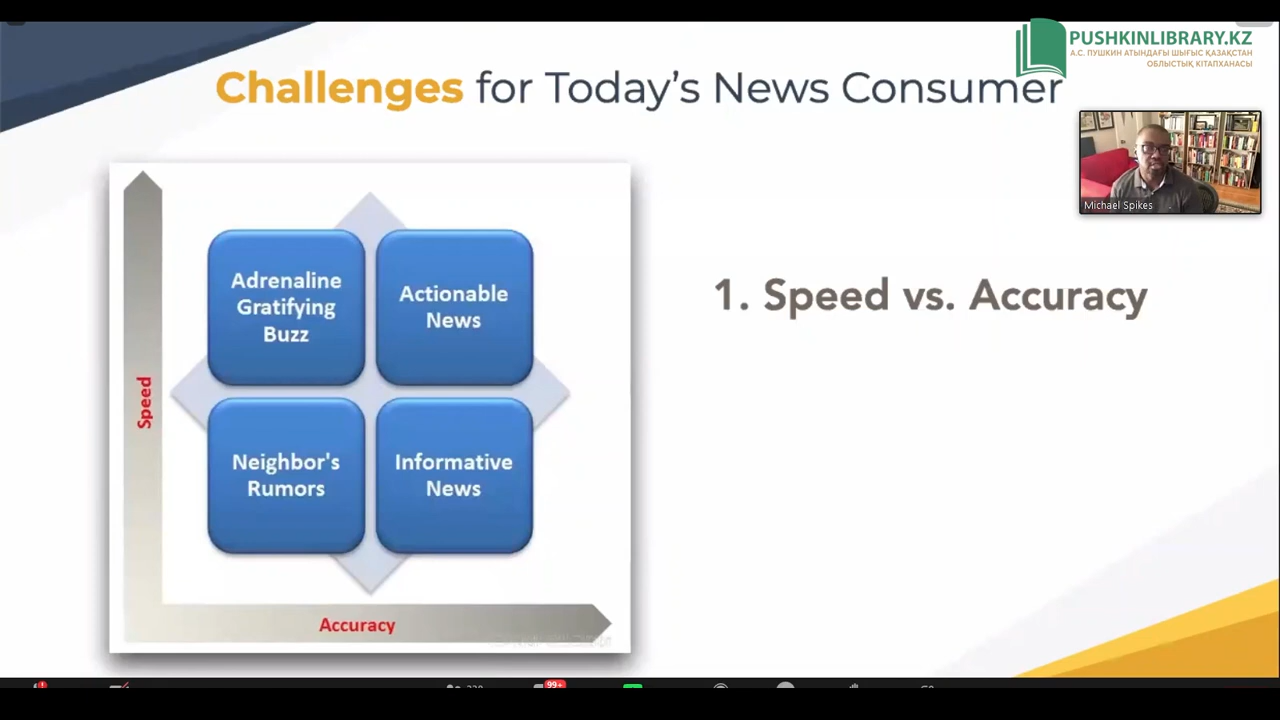 PUSHKINLIBRARY.KZ
А.С. ПУШКИН АТЫНДАҒЫ ШЫҒЫС ҚАЗАҚСТАН
ОБЛЫСТЫҚ КІТАПХАНАСЫ
Challenges for Today's News Consumer
Michael Spikes
Adrenaline
Gratifying
Buzz
Actionable
News
1. Speed vs. Accuracy
Speed
Neighbor's
Rumors
Informative
News
Accuracy
99+